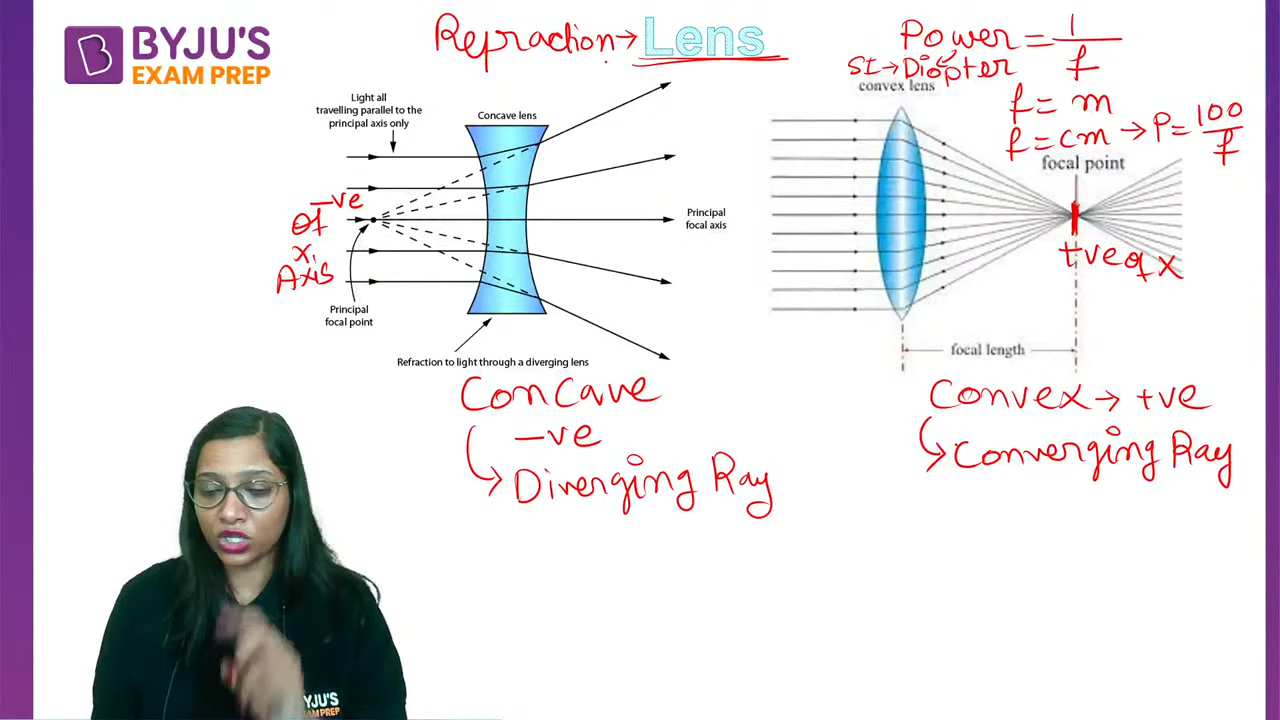 BYJU'S
EXAM PREP
Refraction → Lens
Power = 1/f
SI → Diopter
f = m
f = cm → P = 100/f
Light all
travelling parallel to the
principal axis only
Concave lens
-ve
of
x.
Axis
Principal
focal axis
Principal
focal point
Refraction to light through a diverging lens
convex lens
focal point
+ve of x
focal length
Concave
-ve
Diverging Ray
Convex → +ve
Converging Ray
BYJU'S
EXAM PREP